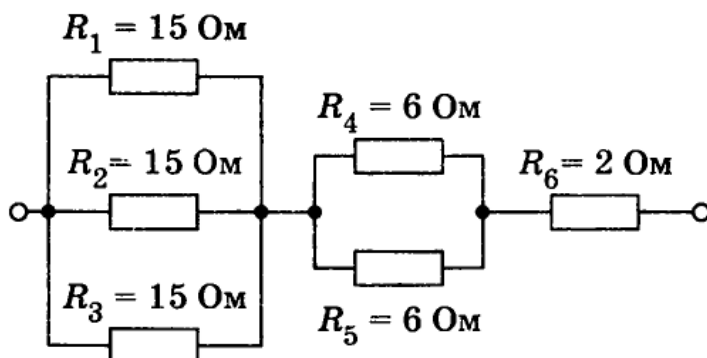 R₁ = 15 Ом
R₂ = 15 Ом
R₃ = 15 Ом
R₄ = 6 Ом
R₅ = 6 Ом
R₆ = 2 Ом